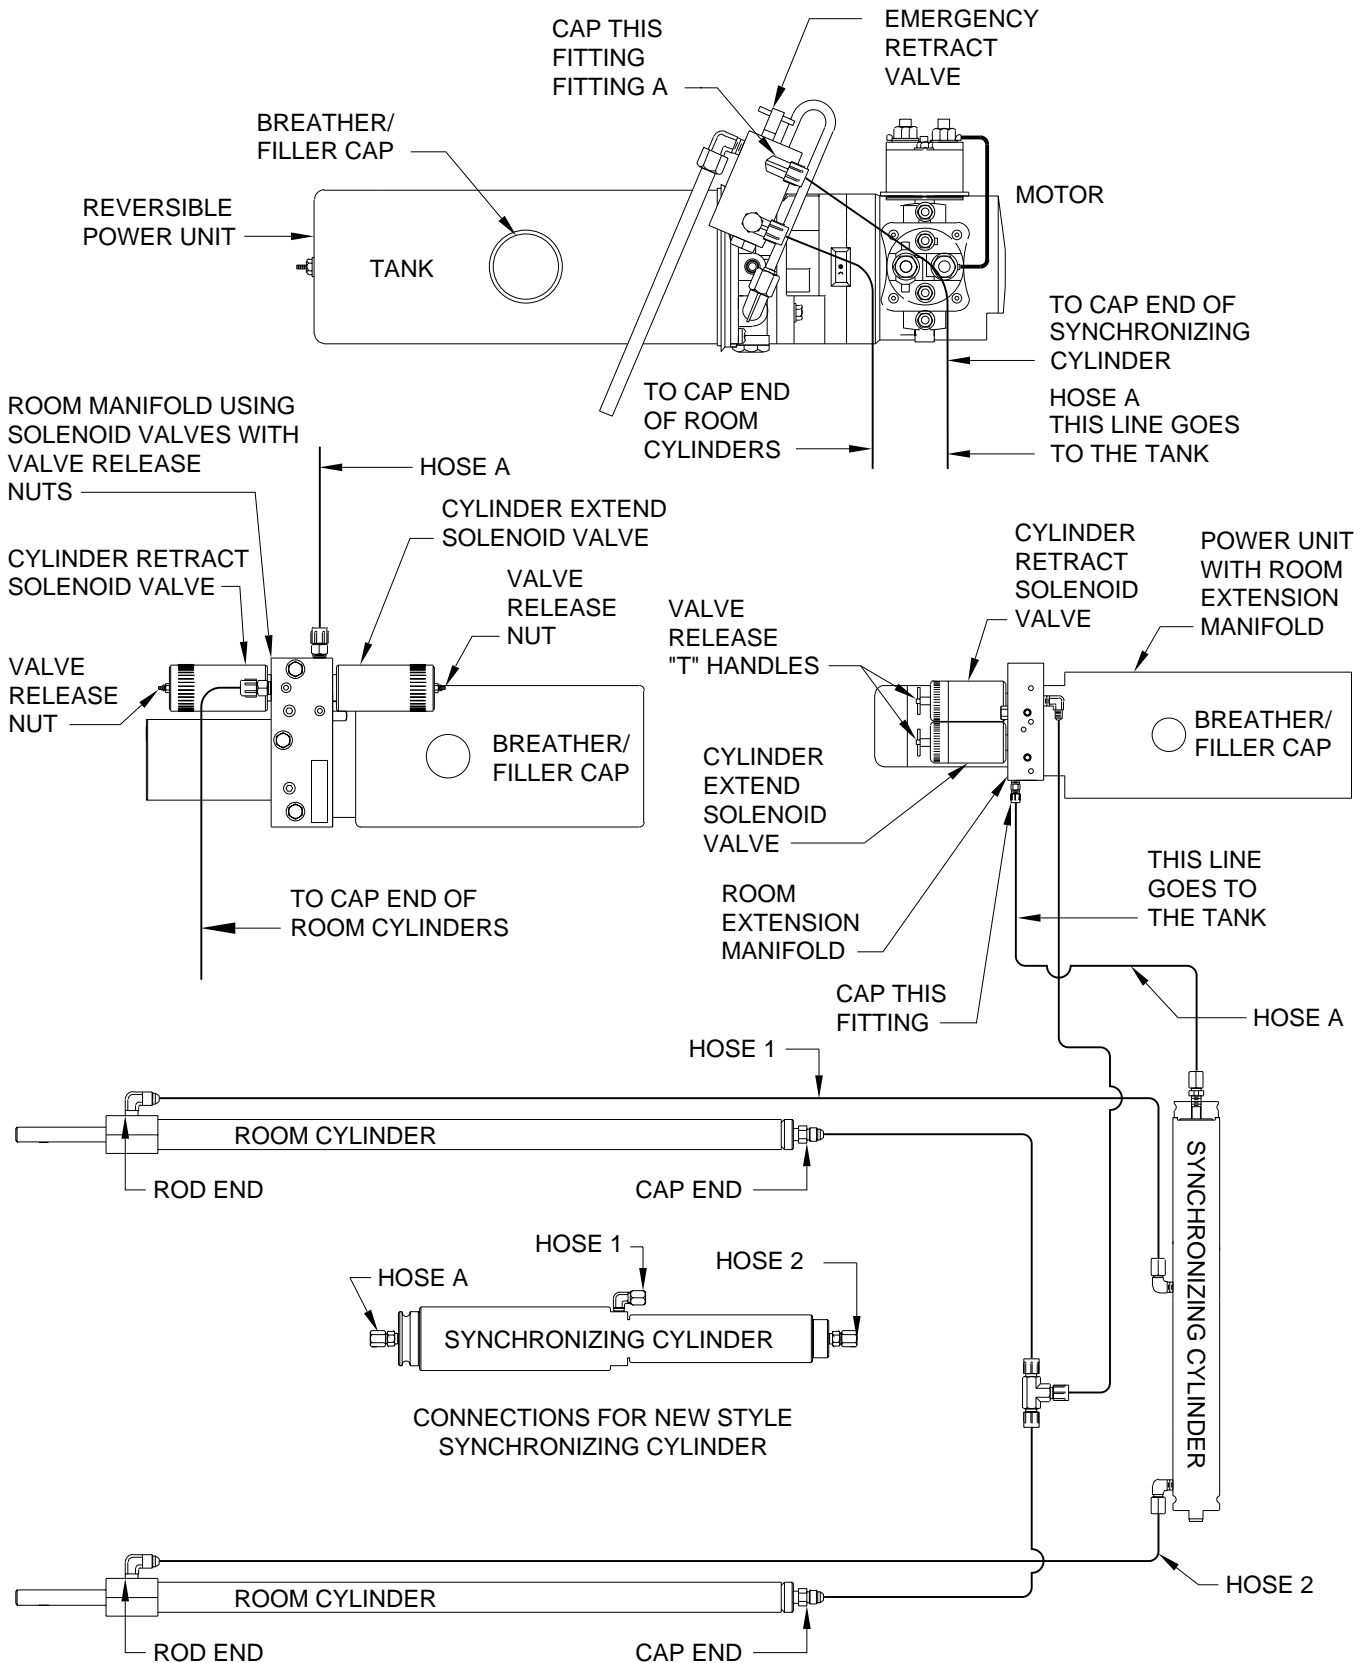 CAP THIS
FITTING
FITTING A
EMERGENCY
RETRACT
VALVE
BREATHER/
FILLER CAP
REVERSIBLE
POWER UNIT
TANK
MOTOR
TO CAP END OF
SYNCHRONIZING
CYLINDER
TO CAP END
OF ROOM
CYLINDERS
HOSE A
THIS LINE GOES
TO THE TANK
ROOM MANIFOLD USING
SOLENOID VALVES WITH
VALVE RELEASE
NUTS
HOSE A
CYLINDER EXTEND
SOLENOID VALVE
CYLINDER RETRACT
SOLENOID VALVE
VALVE
RELEASE
NUT
VALVE
RELEASE
NUT
BREATHER/
FILLER CAP
TO CAP END OF
ROOM CYLINDERS
CYLINDER
RETRACT
SOLENOID
VALVE
POWER UNIT
WITH ROOM
EXTENSION
MANIFOLD
VALVE
RELEASE
"T" HANDLES
BREATHER/
FILLER CAP
CYLINDER
EXTEND
SOLENOID
VALVE
ROOM
EXTENSION
MANIFOLD
THIS LINE
GOES TO
THE TANK
CAP THIS
FITTING
HOSE A
HOSE 1
ROOM CYLINDER
ROD END
CAP END
SYNCHRONIZING CYLINDER
HOSE 1
HOSE 2
HOSE A
SYNCHRONIZING CYLINDER
CONNECTIONS FOR NEW STYLE
SYNCHRONIZING CYLINDER
HOSE 2
ROOM CYLINDER
ROD END
CAP END